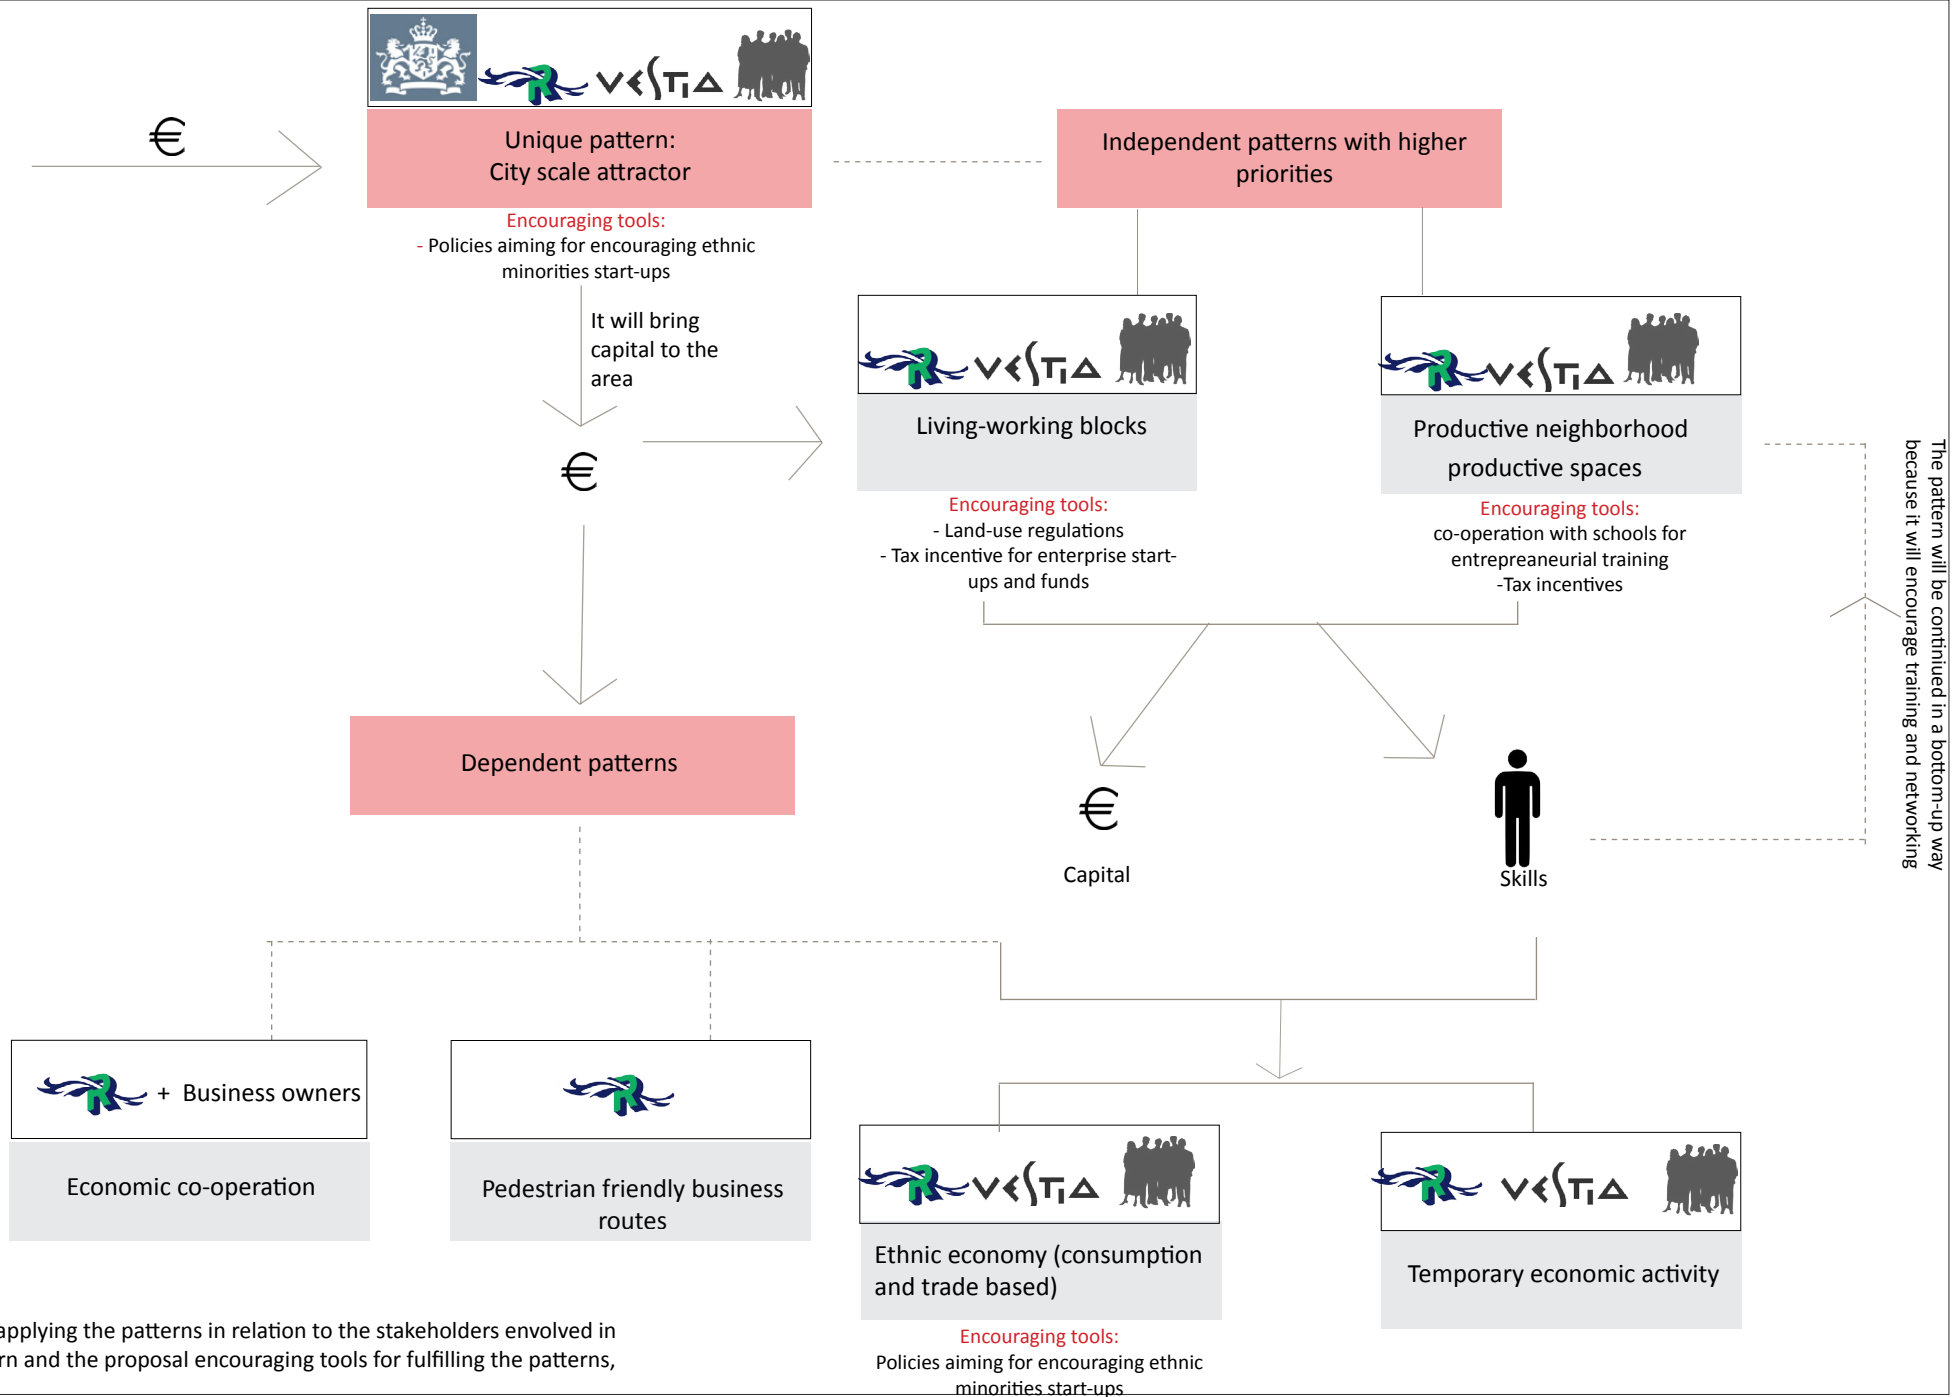 €
VESTIA
Unique pattern:
City scale attractor
Encouraging tools:
- Policies aiming for encouraging ethnic
minorities start-ups
It will bring
capital to the
area
€
Independent patterns with higher
priorities
R VESTIA
Living-working blocks
Encouraging tools:
- Land-use regulations
- Tax incentive for enterprise start-
ups and funds
R VESTIA
Productive neighborhood
productive spaces
Encouraging tools:
co-operation with schools for
entrepreaneurial training
-Tax incentives
The pattern will be continiued in a bottom-up way
because it will encourage training and networking
Dependent patterns
€
Capital
Skills
R + Business owners
Economic co-operation
R
Pedestrian friendly business
routes
R VESTIA
Ethnic economy (consumption
and trade based)
Encouraging tools:
Policies aiming for encouraging ethnic
minorities start-ups
R VESTIA
Temporary economic activity
applying the patterns in relation to the stakeholders envolved in
rn and the proposal encouraging tools for fulfilling the patterns,